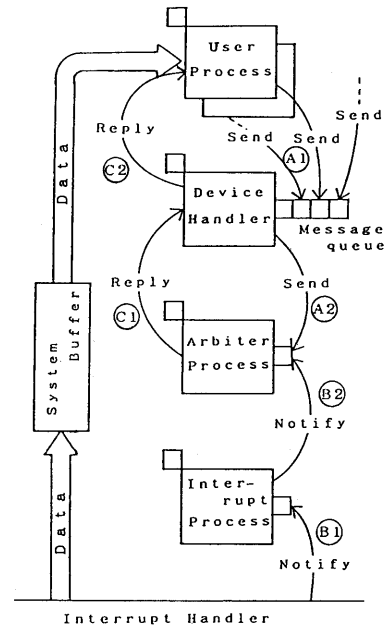 User
Process
Reply
Send
Send
Send
C2
A1
Data
Device
Handler
Message
queue
Reply
Send
C1
A2
System
Buffer
Arbiter
Process
B2
Notify
Inter-
rupt
Process
Data
B1
Notify
Interrupt Handler